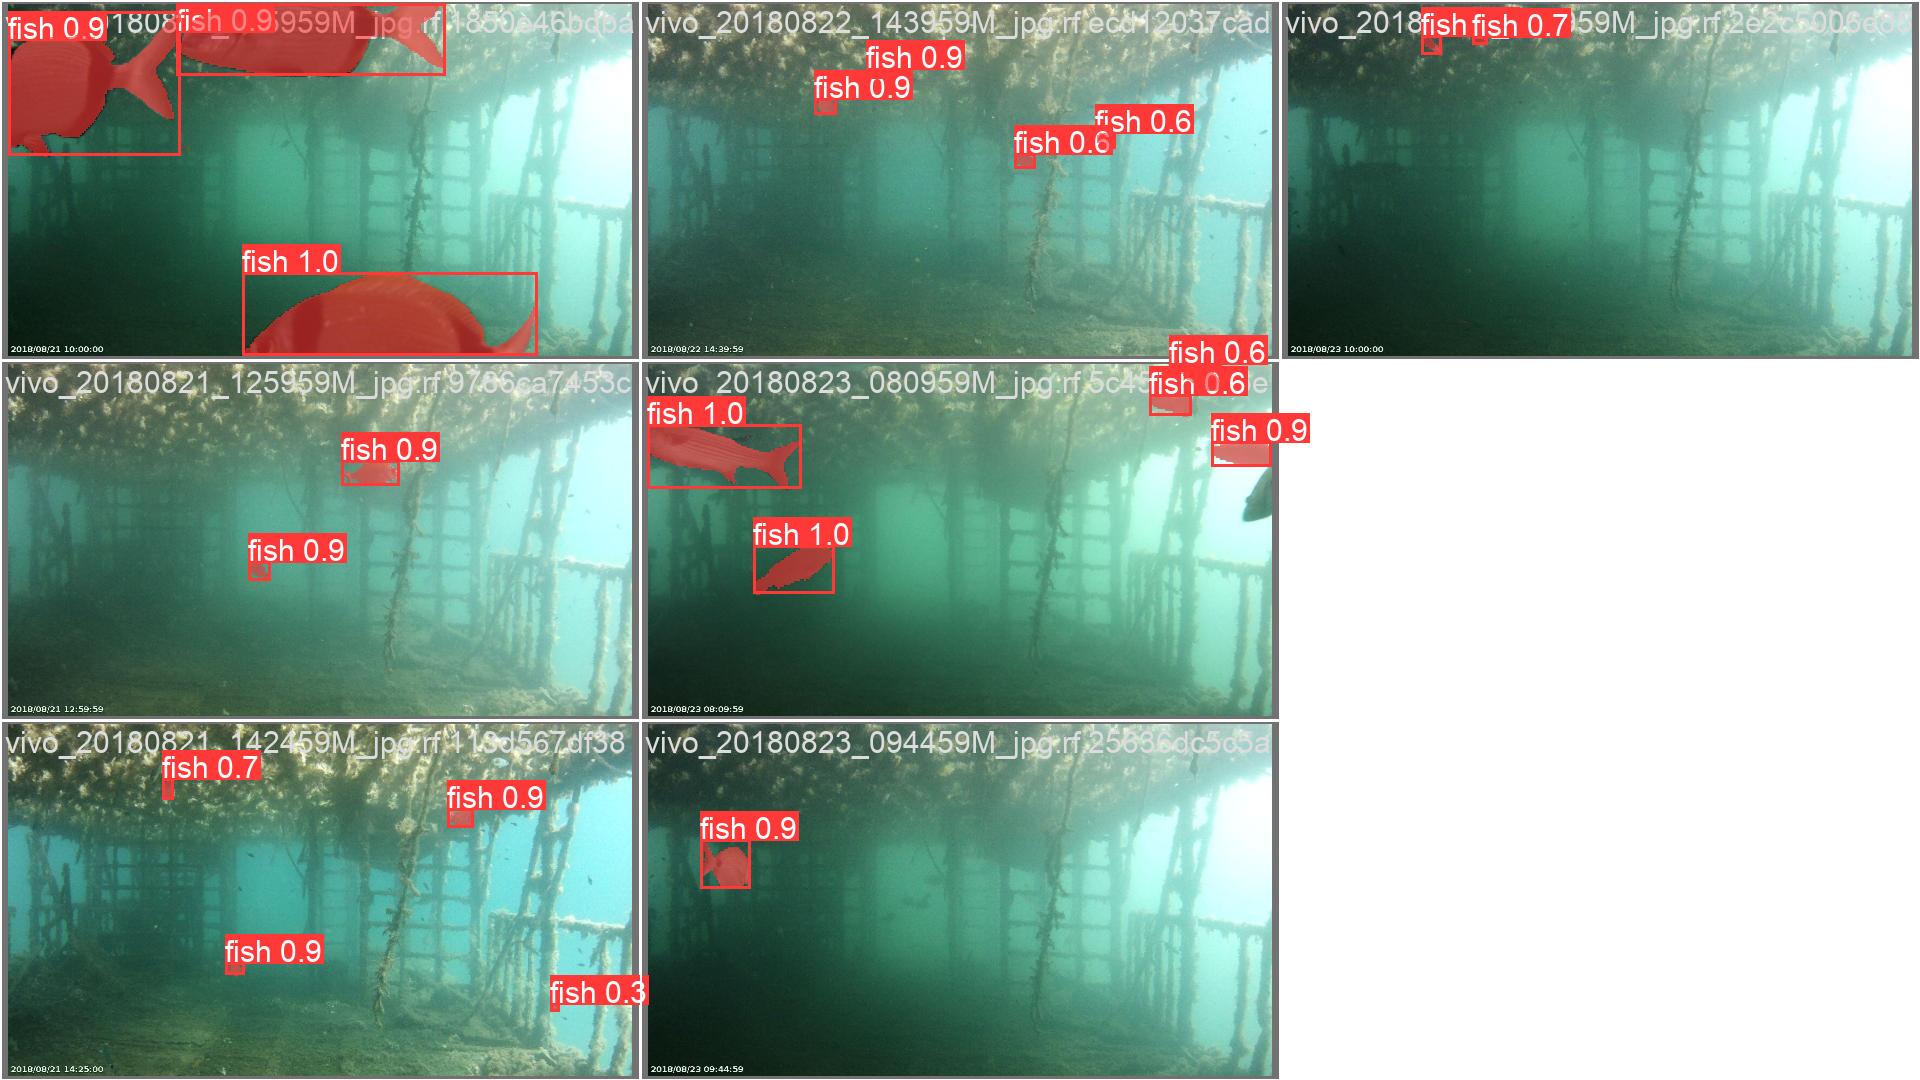 fish 0.9
fish 0.9
fish 1.0
2018/08/21 10:00:00
vivo_20180822_143959M_jpg.rf.ecd12037cad
fish 0.9
fish 0.9
fish 0.6
fish 0.6
fish 0.6
2018/08/22 14:39:59
fish
fish 0.7
2018/08/23 10:00:00
vivo_20180821_125959M_jpg.rf.9786ca7453c
fish 0.9
fish 0.9
2018/08/21 12:59:59
vivo_20180823_080959M_jpg.rf
fish 0.6
fish 1.0
fish 0.9
fish 1.0
2018/08/23 08:09:59
vivo_20180821_142459M_jpg.rf.113d567df38
fish 0.7
fish 0.9
fish 0.9
fish 0.3
2018/08/21 14:25:00
vivo_20180823_094459M_jpg.rf.25636dc5c5a
fish 0.9
2018/08/23 09:44:59